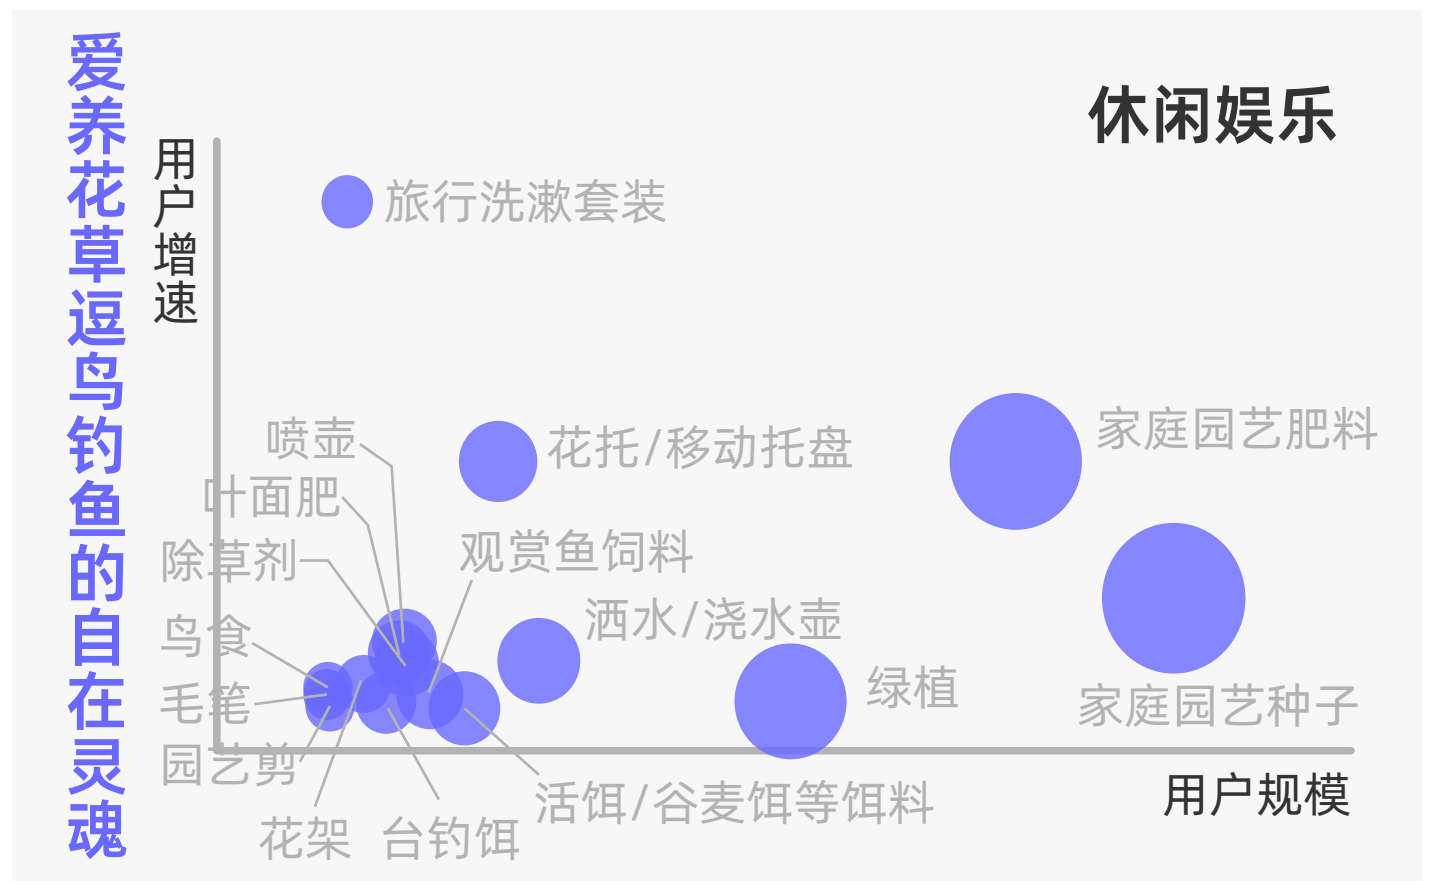 爱养花草逗鸟钓鱼的自在灵魂
休闲娱乐
用户增速
旅行洗漱套装
喷壶
花托/移动托盘
家庭园艺肥料
叶面肥
除草剂
观赏鱼饲料
洒水/浇水壶
鸟食
绿植
毛笔
家庭园艺种子
园艺剪
用户规模
活饵/谷麦饵等饵料
花架
台钓饵